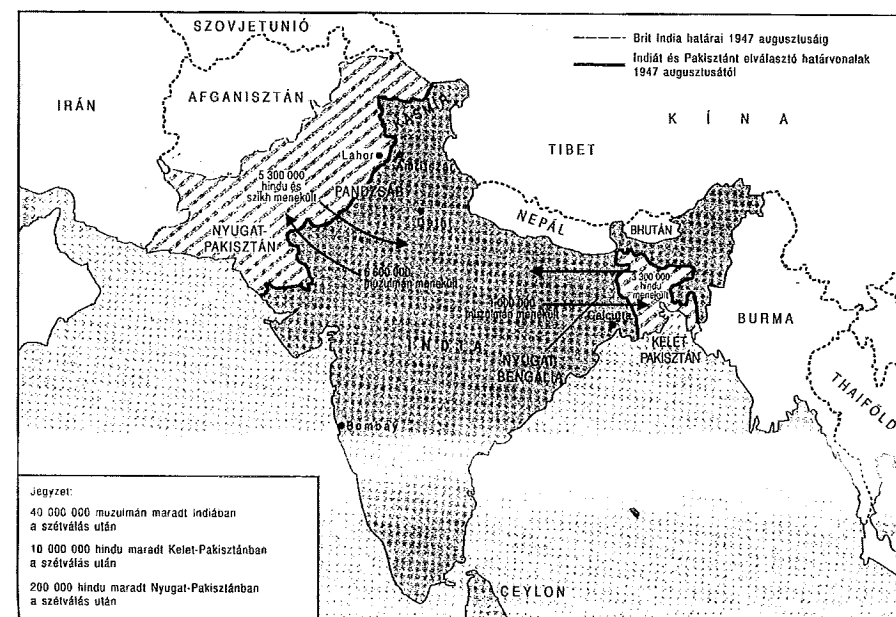 SZOVJETUNIÓ
Brit India határai 1947 augusztusáig
Indiát és Pakisztánt elválasztó határvonalak
1947 augusztusától
IRÁN
AFGANISZTÁN
KÍNA
TIBET
KASMÍR
Lahor
5 300 000
hindu és
szikh menekült
PANDZSÁB
NEPÁL
BHUTÁN
NYUGAT-
PAKISZTÁN
6 600 000
muzulmán menekült
3 300 000
hindu
menekült
1 000 000
muzulmán menekült
Calcutta
BURMA
INDIA
NYUGAT-
BENGÁLIA
KELET-
PAKISZTÁN
THAIFÖLD
Bombay
CEYLON
Jegyzet:
40 000 000 muzulmán maradt Indiában
a szétválás után
10 000 000 hindu maradt Kelet-Pakisztánban
a szétválás után
200 000 hindu maradt Nyugat-Pakisztánban
a szétválás után